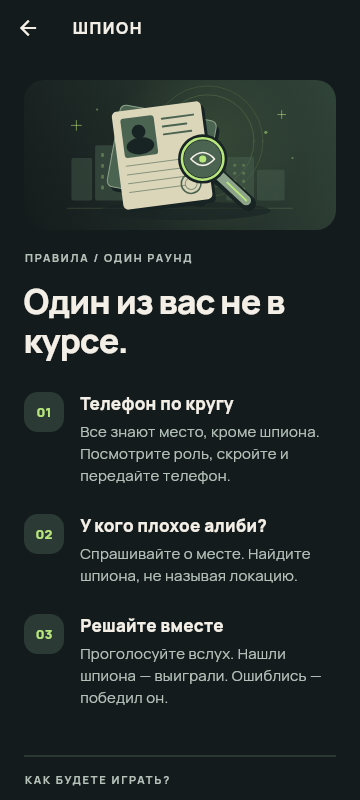 ШПИОН
ПРАВИЛА / ОДИН РАУНД
Один из вас не в
курсе.
01
Телефон по кругу
Все знают место, кроме шпиона.
Посмотрите роль, скройте и
передайте телефон.
02
У кого плохое алиби?
Спрашивайте о месте. Найдите
шпиона, не называя локацию.
03
Решайте вместе
Проголосуйте вслух. Нашли
шпиона — выиграли. Ошиблись —
победил он.
КАК БУДЕТЕ ИГРАТЬ?